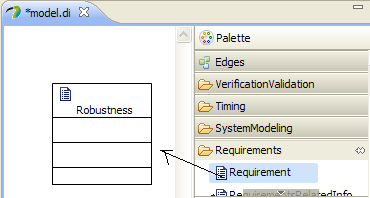 *model.di
Palette
Edges
VerificationValidation
Timing
SystemModeling
Requirements
Requirement
Robustness